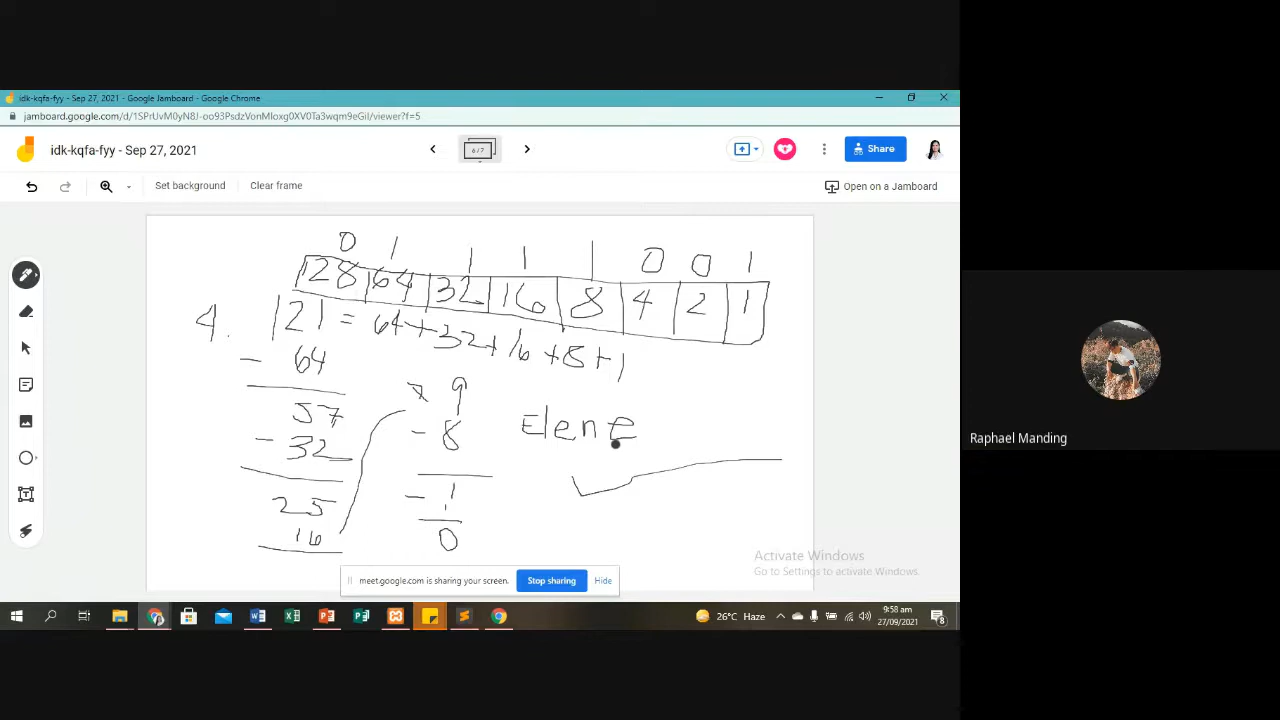 idk-kqfa-fyy - Sep 27, 2021 - Google Jamboard - Google Chrome
jamboard.google.com/d/1SPrUvM0yN8J-oo93PsdzVonMIoxg0XV0Ta3wqm9eGiI/viewer?f=5
idk-kqfa-fyy - Sep 27, 2021
6 / 7
Share
Set background Clear frame
Open on a Jamboard
0 1 1 1 1 0 0 1
128 64 32 16 8 4 2 1
4. 121 = 64+32+16+8+1
- 64
57
- 32
25
16
9
- 8
- 1
0
Elene
Raphael Manding
Activate Windows
Go to Settings to activate Windows.
meet.google.com is sharing your screen. Stop sharing Hide
26°C Haze
9:58 am
27/09/2021
8